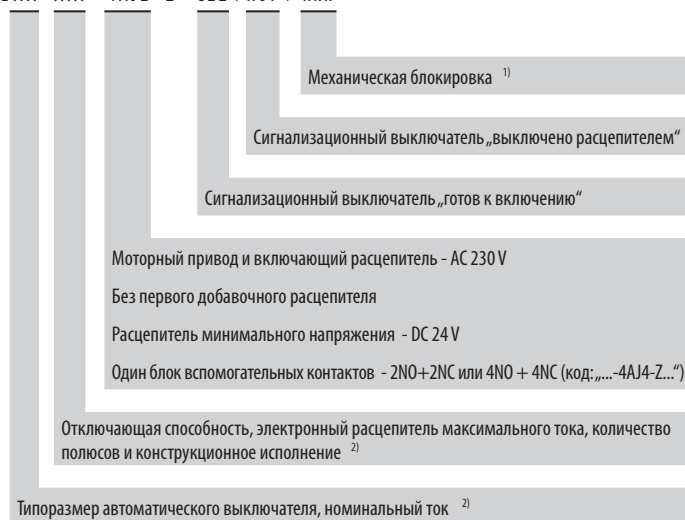 Механическая блокировка 1)
Сигнализационный выключатель „выключено расцепителем“
Сигнализационный выключатель „готов к включению“
Моторный привод и включающий расцепитель - AC 230 V
Без первого добавочного расцепителя
Расцепитель минимального напряжения - DC 24 V
Один блок вспомогательных контактов - 2NO+2NC или 4NO + 4NC (код: „...-4AJ4-Z...“)
Отключающая способность, электронный расцепитель максимального тока, количество
полюсов и конструкционное исполнение 2)
Типоразмер автоматического выключателя, номинальный ток 2)